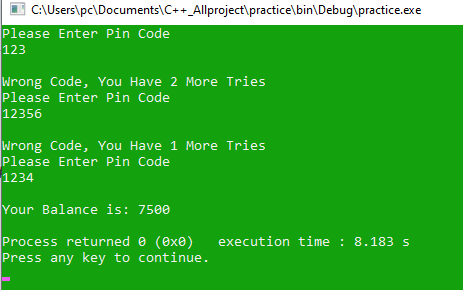 C:\Users\pc\Documents\C++_Allproject\practice\bin\Debug\practice.exe
Please Enter Pin Code
123
Wrong Code, You Have 2 More Tries
Please Enter Pin Code
12356
Wrong Code, You Have 1 More Tries
Please Enter Pin Code
1234
Your Balance is: 7500
Process returned 0 (0x0)   execution time : 8.183 s
Press any key to continue.